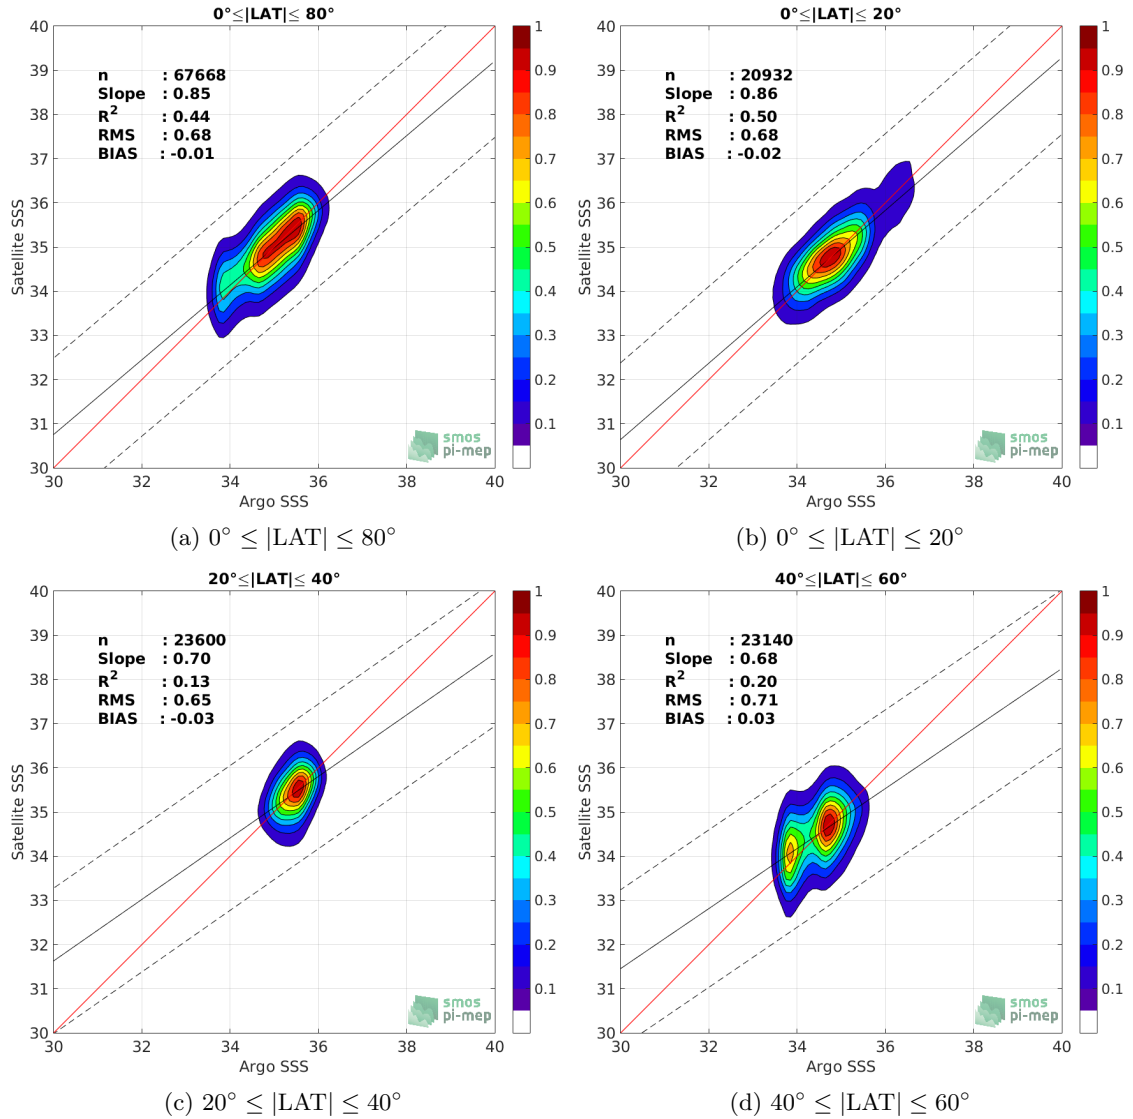 0°≤|LAT|≤ 80°
n : 67668
Slope : 0.85
R² : 0.44
RMS : 0.68
BIAS : -0.01
40
39
38
37
36
35
34
33
32
31
30
Satellite SSS
30 32 34 36 38 40
Argo SSS
1
0.9
0.8
0.7
0.6
0.5
0.4
0.3
0.2
0.1
smos
pi-mep
(a) 0° ≤ |LAT| ≤ 80°
0°≤|LAT|≤ 20°
n : 20932
Slope : 0.86
R² : 0.50
RMS : 0.68
BIAS : -0.02
40
39
38
37
36
35
34
33
32
31
30
Satellite SSS
30 32 34 36 38 40
Argo SSS
1
0.9
0.8
0.7
0.6
0.5
0.4
0.3
0.2
0.1
smos
pi-mep
(b) 0° ≤ |LAT| ≤ 20°
20°≤|LAT|≤ 40°
n : 23600
Slope : 0.70
R² : 0.13
RMS : 0.65
BIAS : -0.03
40
39
38
37
36
35
34
33
32
31
30
Satellite SSS
30 32 34 36 38 40
Argo SSS
1
0.9
0.8
0.7
0.6
0.5
0.4
0.3
0.2
0.1
smos
pi-mep
(c) 20° ≤ |LAT| ≤ 40°
40°≤|LAT|≤ 60°
n : 23140
Slope : 0.68
R² : 0.20
RMS : 0.71
BIAS : 0.03
40
39
38
37
36
35
34
33
32
31
30
Satellite SSS
30 32 34 36 38 40
Argo SSS
1
0.9
0.8
0.7
0.6
0.5
0.4
0.3
0.2
0.1
smos
pi-mep
(d) 40° ≤ |LAT| ≤ 60°